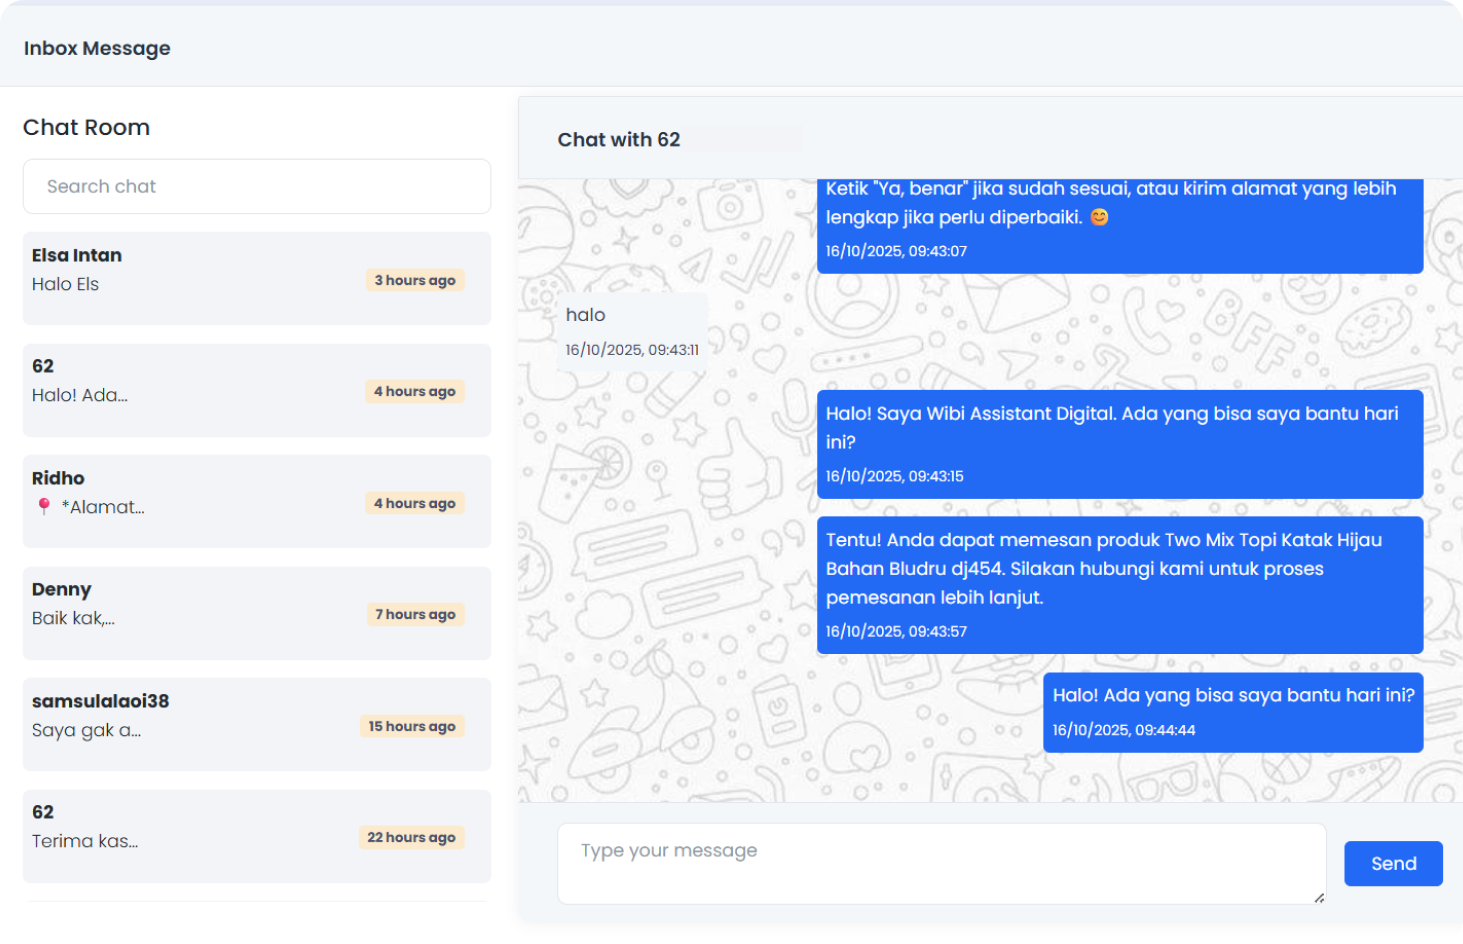 Inbox Message
Chat Room
Search chat
Elsa Intan
Halo Els
3 hours ago
62
Halo! Ada...
4 hours ago
Ridho
📍 *Alamat...
4 hours ago
Denny
Baik kak,...
7 hours ago
samsulalaoi38
Saya gak a...
15 hours ago
62
Terima kas...
22 hours ago
Chat with 62
Ketik "Ya, benar" jika sudah sesuai, atau kirim alamat yang lebih
lengkap jika perlu diperbaiki. 😊
16/10/2025, 09:43:07
halo
16/10/2025, 09:43:11
Halo! Saya Wibi Assistant Digital. Ada yang bisa saya bantu hari
ini?
16/10/2025, 09:43:15
Tentu! Anda dapat memesan produk Two Mix Topi Katak Hijau
Bahan Bludru dj454. Silakan hubungi kami untuk proses
pemesanan lebih lanjut.
16/10/2025, 09:43:57
Halo! Ada yang bisa saya bantu hari ini?
16/10/2025, 09:44:44
BFF
Type your message
Send